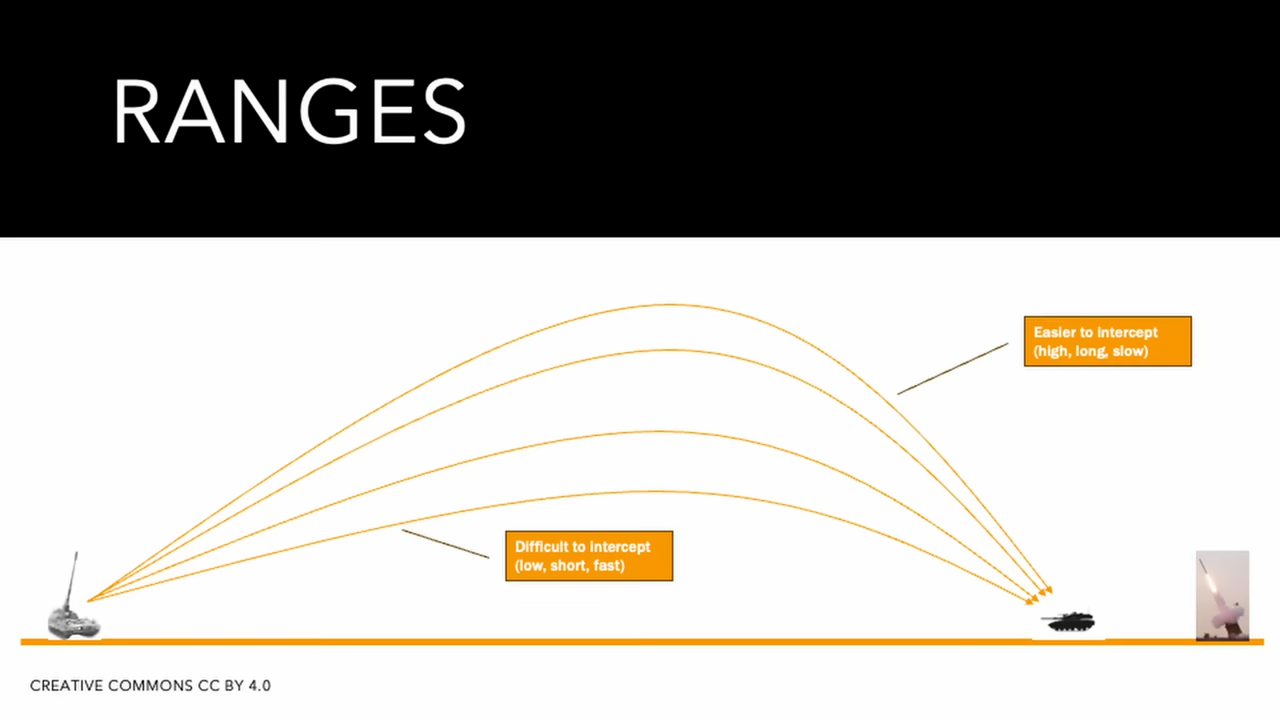 RANGES
Easier to intercept
(high, long, slow)
Difficult to intercept
(low, short, fast)
CREATIVE COMMONS CC BY 4.0